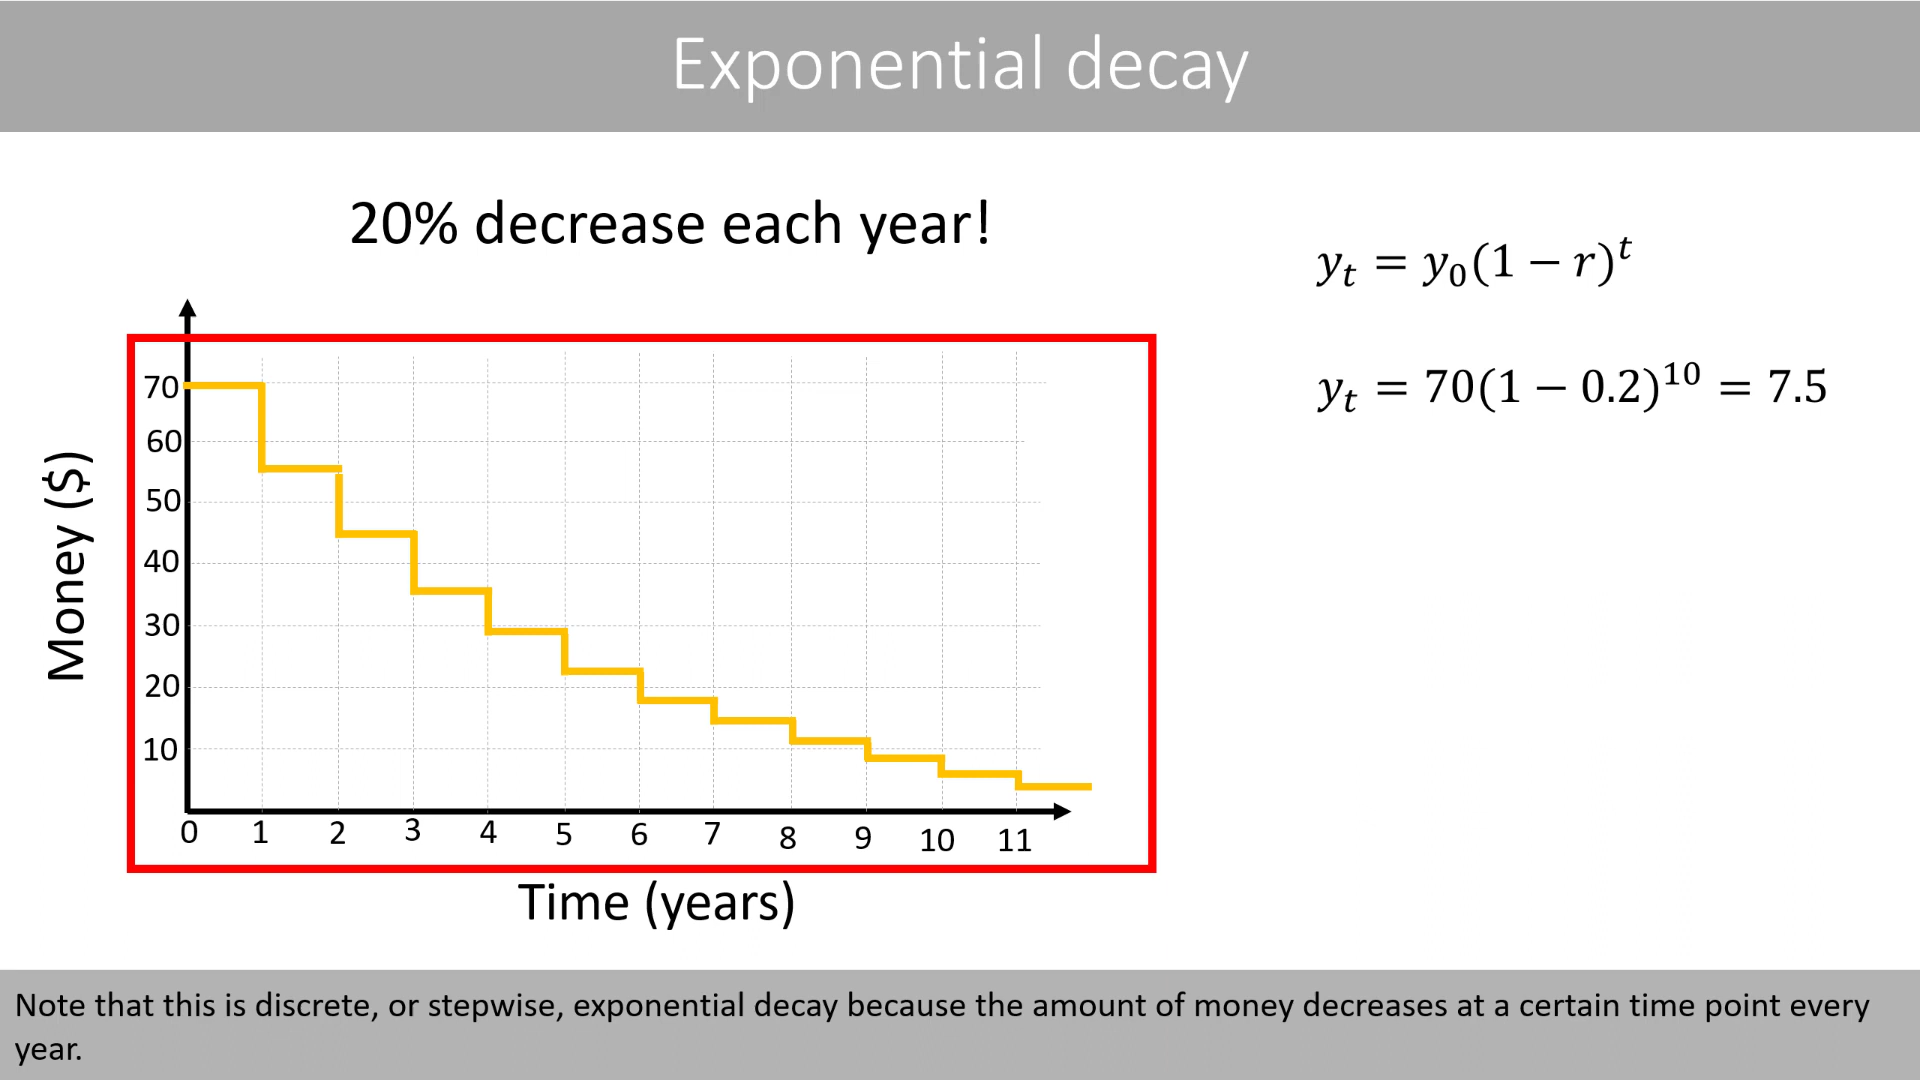 Exponential decay
20% decrease each year!
y_t = y_0(1 − r)^t
y_t = 70(1 − 0.2)^10 = 7.5
Money ($)
70
60
50
40
30
20
10
0 1 2 3 4 5 6 7 8 9 10 11
Time (years)
Note that this is discrete, or stepwise, exponential decay because the amount of money decreases at a certain time point every
year.